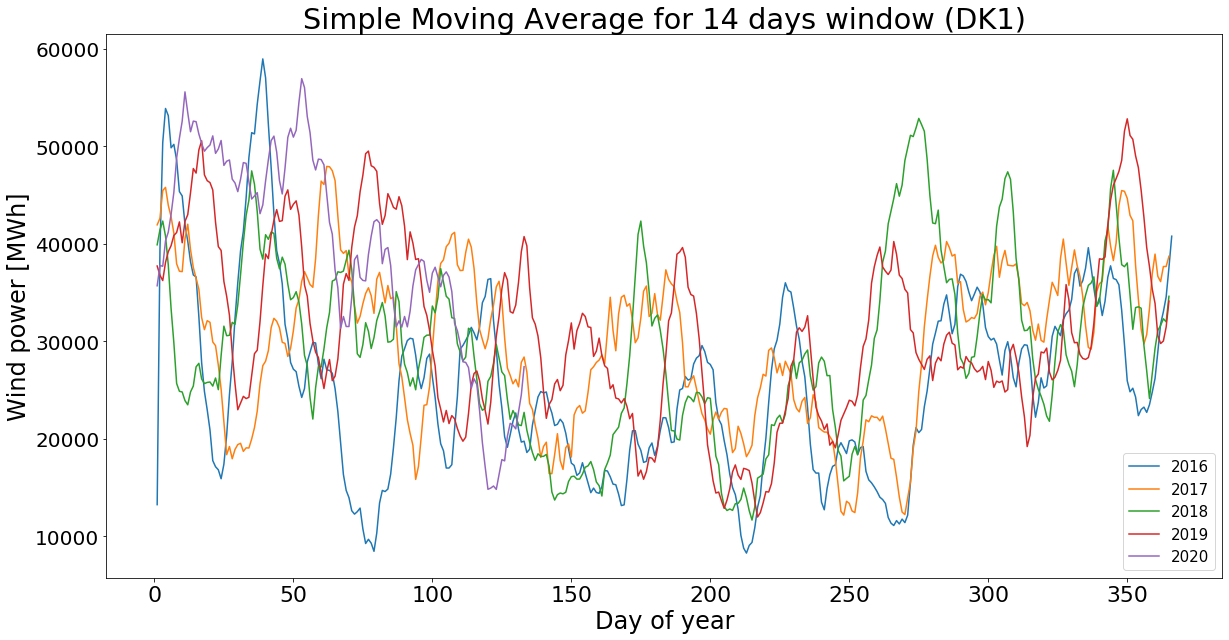 Simple Moving Average for 14 days window (DK1)
Wind power [MWh]
60000
50000
40000
30000
20000
10000
0 50 100 150 200 250 300 350
Day of year
2016
2017
2018
2019
2020